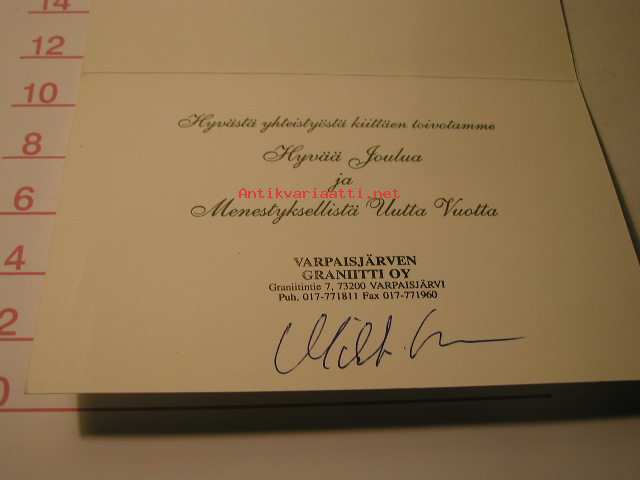 14
12
10
8
6
4
2
0
Hyvästä yhteistyöstä kiittäen toivotamme
Hyvää Joulua
ja
Antikvariaatti.net
Menestyksellistä Uutta Vuotta
VARPAISJÄRVEN
GRANIITTI OY
Graniitintie 7, 73200 VARPAISJÄRVI
Puh. 017-771811 Fax 017-771960